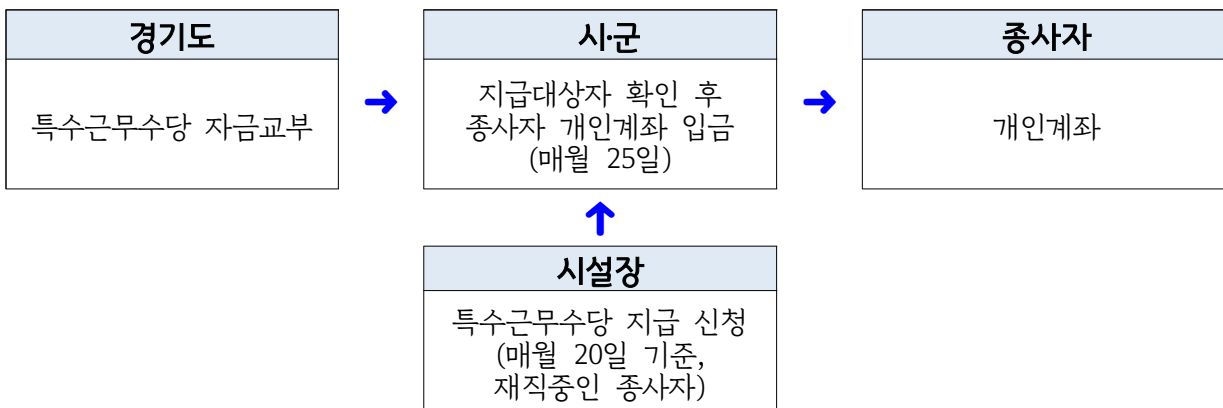 경기도
특수근무수당 자금교부
시·군
지급대상자 확인 후
종사자 개인계좌 입금
(매월 25일)
종사자
개인계좌
시설장
특수근무수당 지급 신청
(매월 20일 기준,
재직중인 종사자)